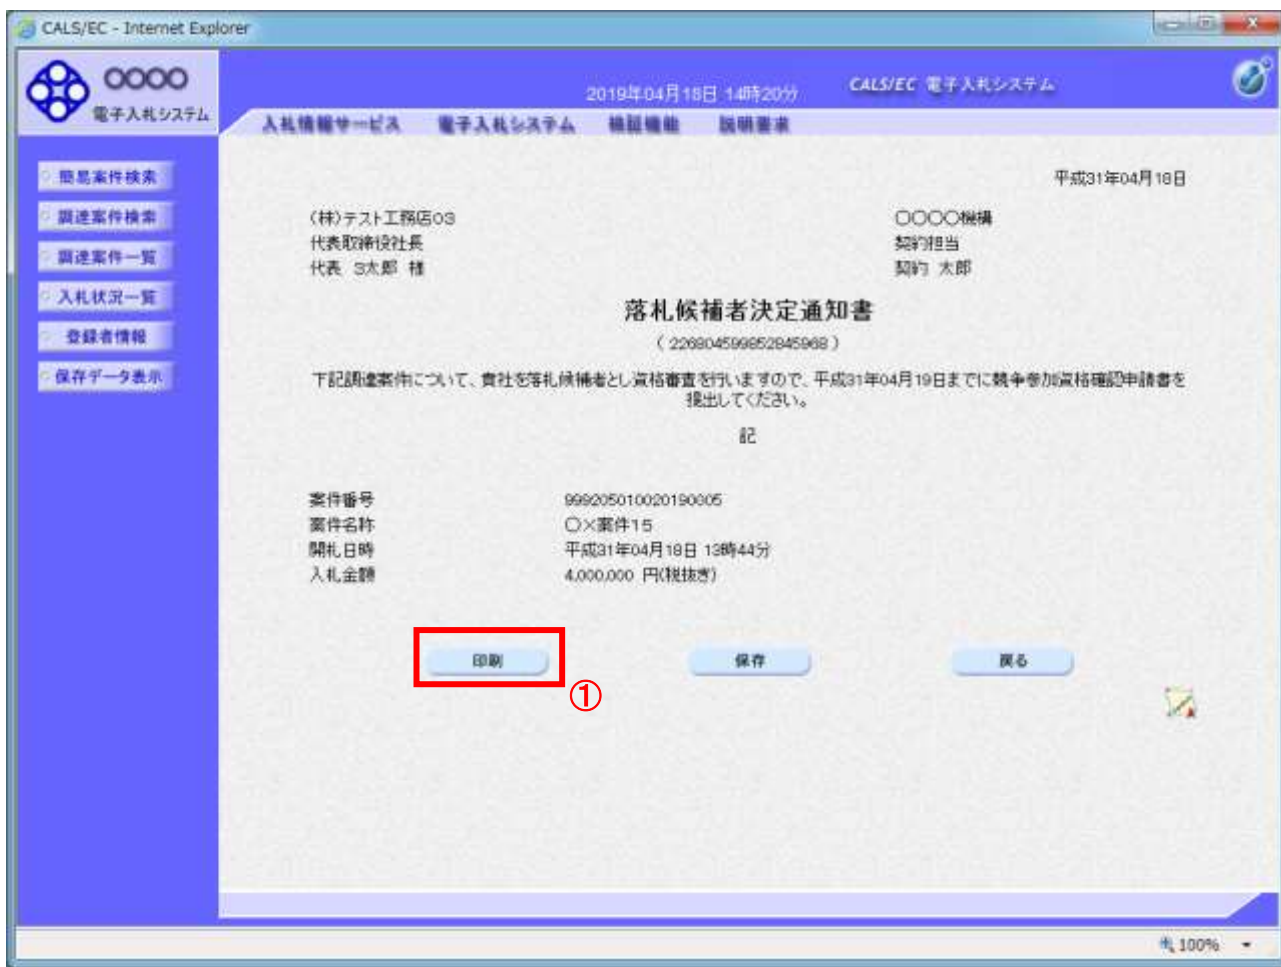 CALS/EC - Internet Explorer
○○○○
電子入札システム
2019年04月18日 14時20分
CALS/EC 電子入札システム
入札情報サービス 電子入札システム 検証機能 説明要求
簡易案件検索
調達案件検索
調達案件一覧
入札状況一覧
登録者情報
保存データ表示
平成31年04月18日
(株)テスト工務店03
代表取締役社長
代表 3太郎 様
○○○○機構
契約担当
契約 太郎
落札候補者決定通知書
( 226804599852845968 )
下記調達案件について、貴社を落札候補者とし資格審査を行いますので、平成31年04月19日までに競争参加資格確認申請書を
提出してください。
記
案件番号 999205010020190005
案件名称 ○×案件15
開札日時 平成31年04月18日 13時44分
入札金額 4,000,000 円(税抜き)
印刷 保存 戻る
①
100%